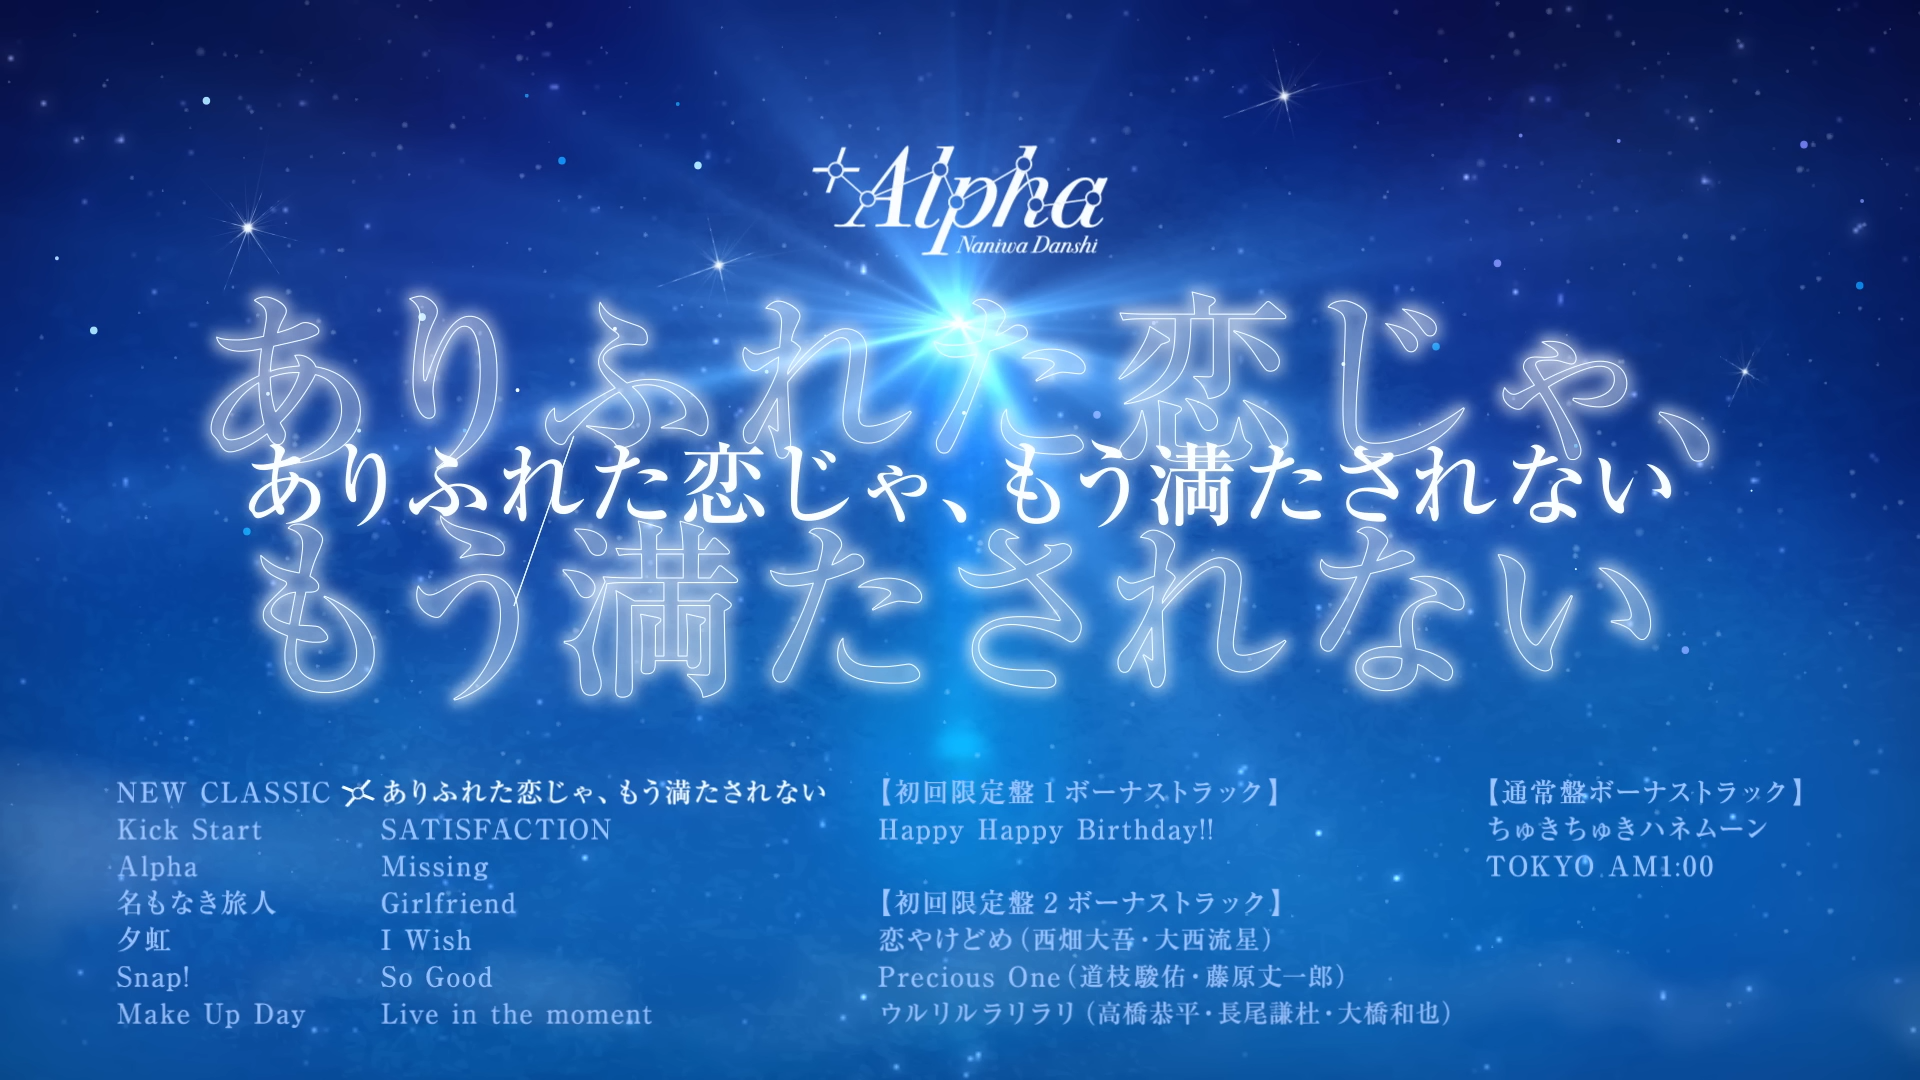 +Alpha
Naniwa Danshi
ありふれた恋じゃ、
ありふれた恋じゃ、もう満たされない
もう満たされない
NEW CLASSIC
Kick Start
Alpha
名もなき旅人
夕虹
Snap!
Make Up Day
ありふれた恋じゃ、もう満たされない
SATISFACTION
Missing
Girlfriend
I Wish
So Good
Live in the moment
【初回限定盤1ボーナストラック】
Happy Happy Birthday!!
【初回限定盤2ボーナストラック】
恋やけどめ（西畑大吾・大西流星）
Precious One（道枝駿佑・藤原丈一郎）
ウルリルラリラリ（高橋恭平・長尾謙杜・大橋和也）
【通常盤ボーナストラック】
ちゅきちゅきハネムーン
TOKYO AM1:00